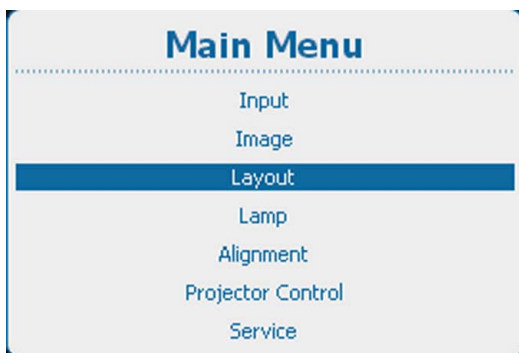 Main Menu
Input
Image
Layout
Lamp
Alignment
Projector Control
Service